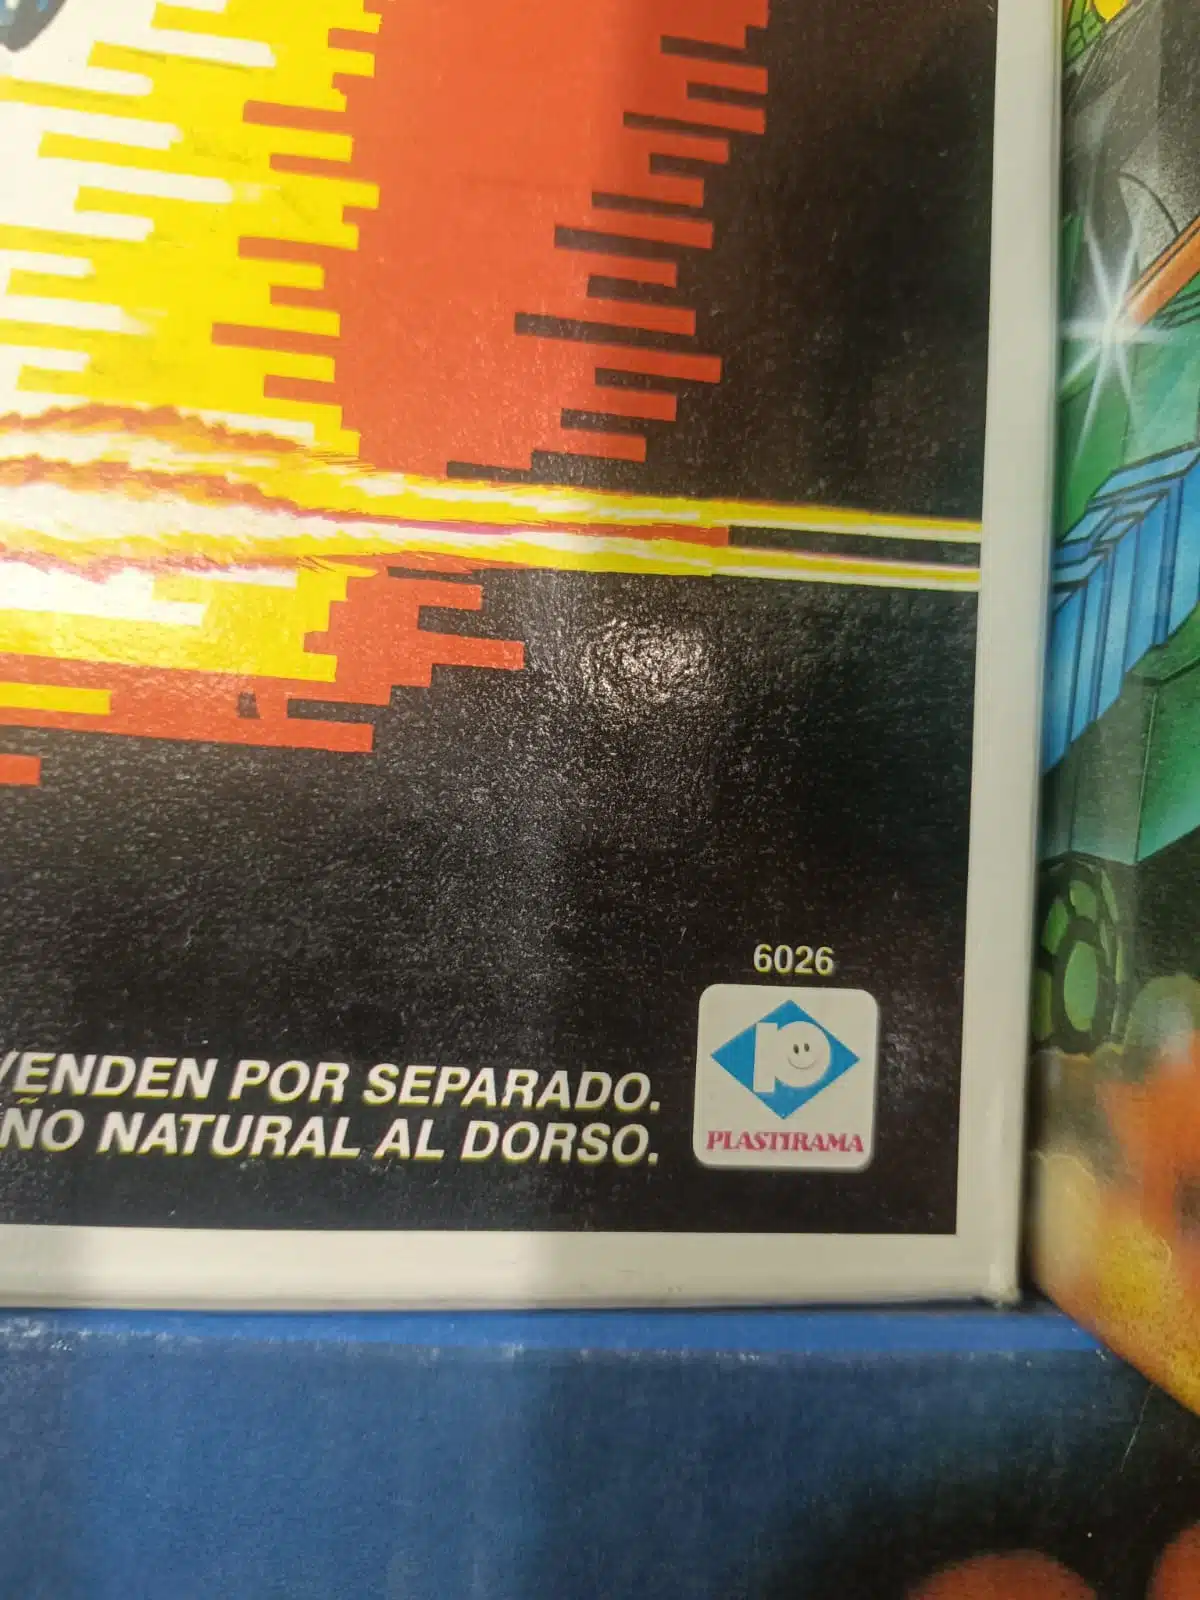 6026
VENDEN POR SEPARADO.
ÑO NATURAL AL DORSO.
PLASTIRAMA